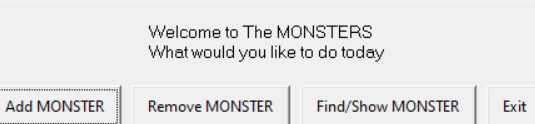 Welcome to The MONSTERS
What would you like to do today
Add MONSTER Remove MONSTER Find/Show MONSTER Exit